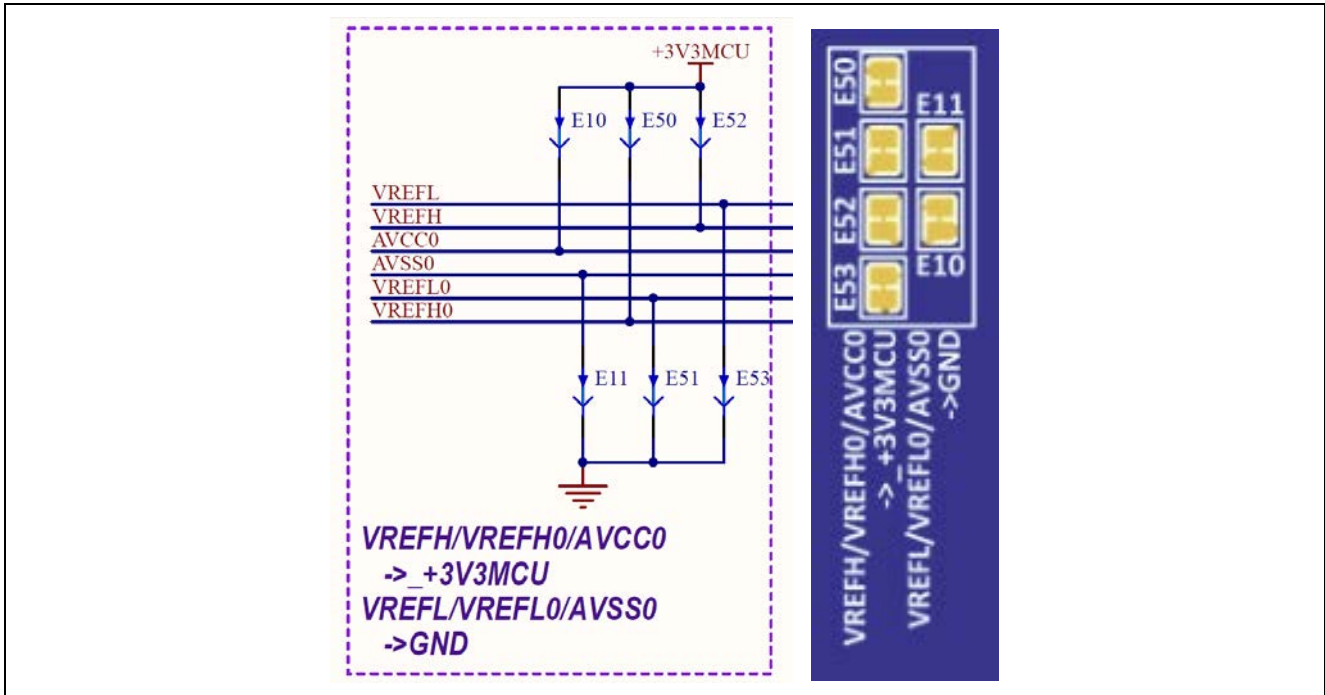 +3V3MCU
E10 E50 E52
VREFL
VREFH
AVCC0
AVSS0
VREFL0
VREFH0
E11 E51 E53
VREFH/VREFH0/AVCC0
->_+3V3MCU
VREFL/VREFL0/AVSS0
->GND
E50
E51
E52
E53
E11
E10
VREFH/VREFH0/AVCC0
->_+3V3MCU
VREFL/VREFL0/AVSS0
->GND